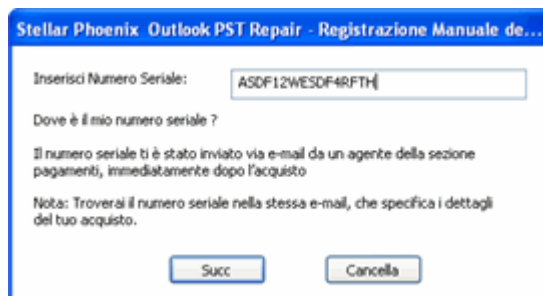 Stellar Phoenix Outlook PST Repair - Registrazione Manuale de...
Inserisci Numero Seriale: ASDF12WESDF4RFTH
Dove è il mio numero seriale ?
Il numero seriale ti è stato inviato via e-mail da un agente della sezione
pagamenti, immediatamente dopo l'acquisto
Nota: Troverai il numero seriale nella stessa e-mail, che specifica i dettagli
del tuo acquisto.
Succ Cancella